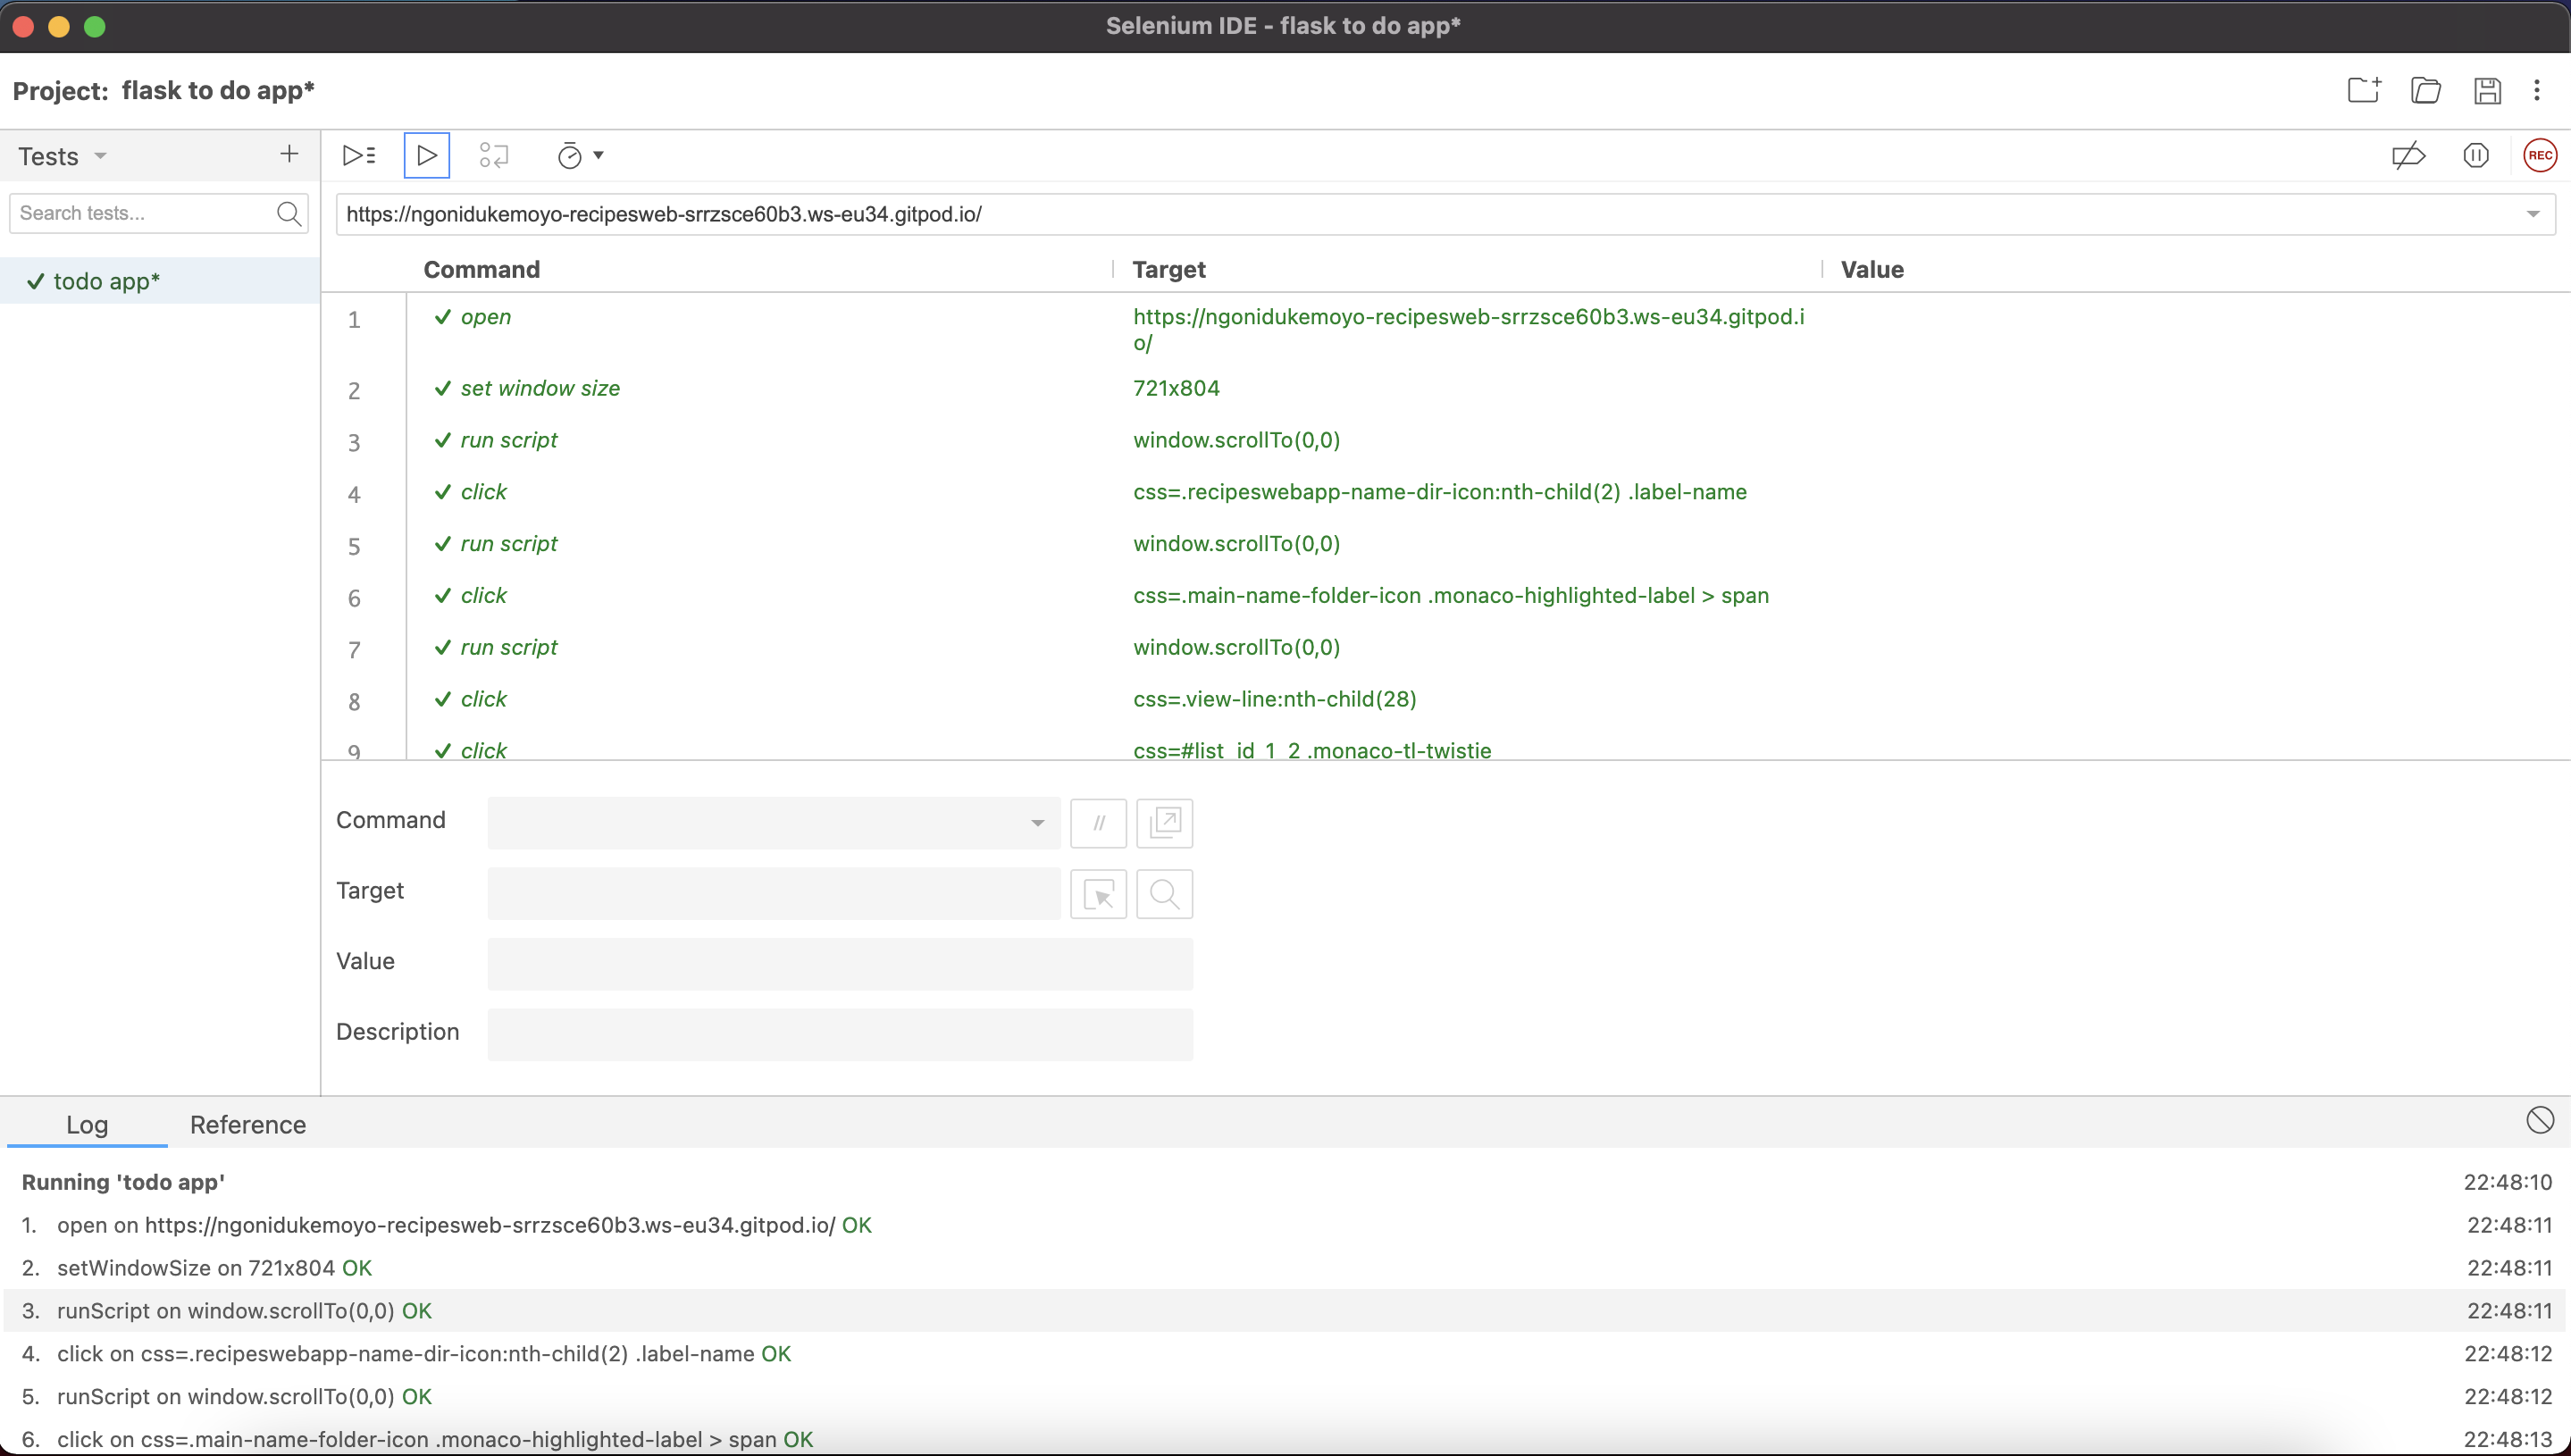 Selenium IDE - flask to do app*
Project: flask to do app*
Tests
REC
Search tests...
https://ngonidukemoyo-recipesweb-srrzsce60b3.ws-eu34.gitpod.io/
todo app*
Command Target Value
1 open https://ngonidukemoyo-recipesweb-srrzsce60b3.ws-eu34.gitpod.i
o/
2 set window size 721x804
3 run script window.scrollTo(0,0)
4 click css=.recipeswebapp-name-dir-icon:nth-child(2) .label-name
5 run script window.scrollTo(0,0)
6 click css=.main-name-folder-icon .monaco-highlighted-label > span
7 run script window.scrollTo(0,0)
8 click css=.view-line:nth-child(28)
9 click css=#list_id_1_2 .monaco-tl-twistie
Command //
Target
Value
Description
Log Reference
Running 'todo app' 22:48:10
1. open on https://ngonidukemoyo-recipesweb-srrzsce60b3.ws-eu34.gitpod.io/ OK 22:48:11
2. setWindowSize on 721x804 OK 22:48:11
3. runScript on window.scrollTo(0,0) OK 22:48:11
4. click on css=.recipeswebapp-name-dir-icon:nth-child(2) .label-name OK 22:48:12
5. runScript on window.scrollTo(0,0) OK 22:48:12
6. click on css=.main-name-folder-icon .monaco-highlighted-label > span OK 22:48:13